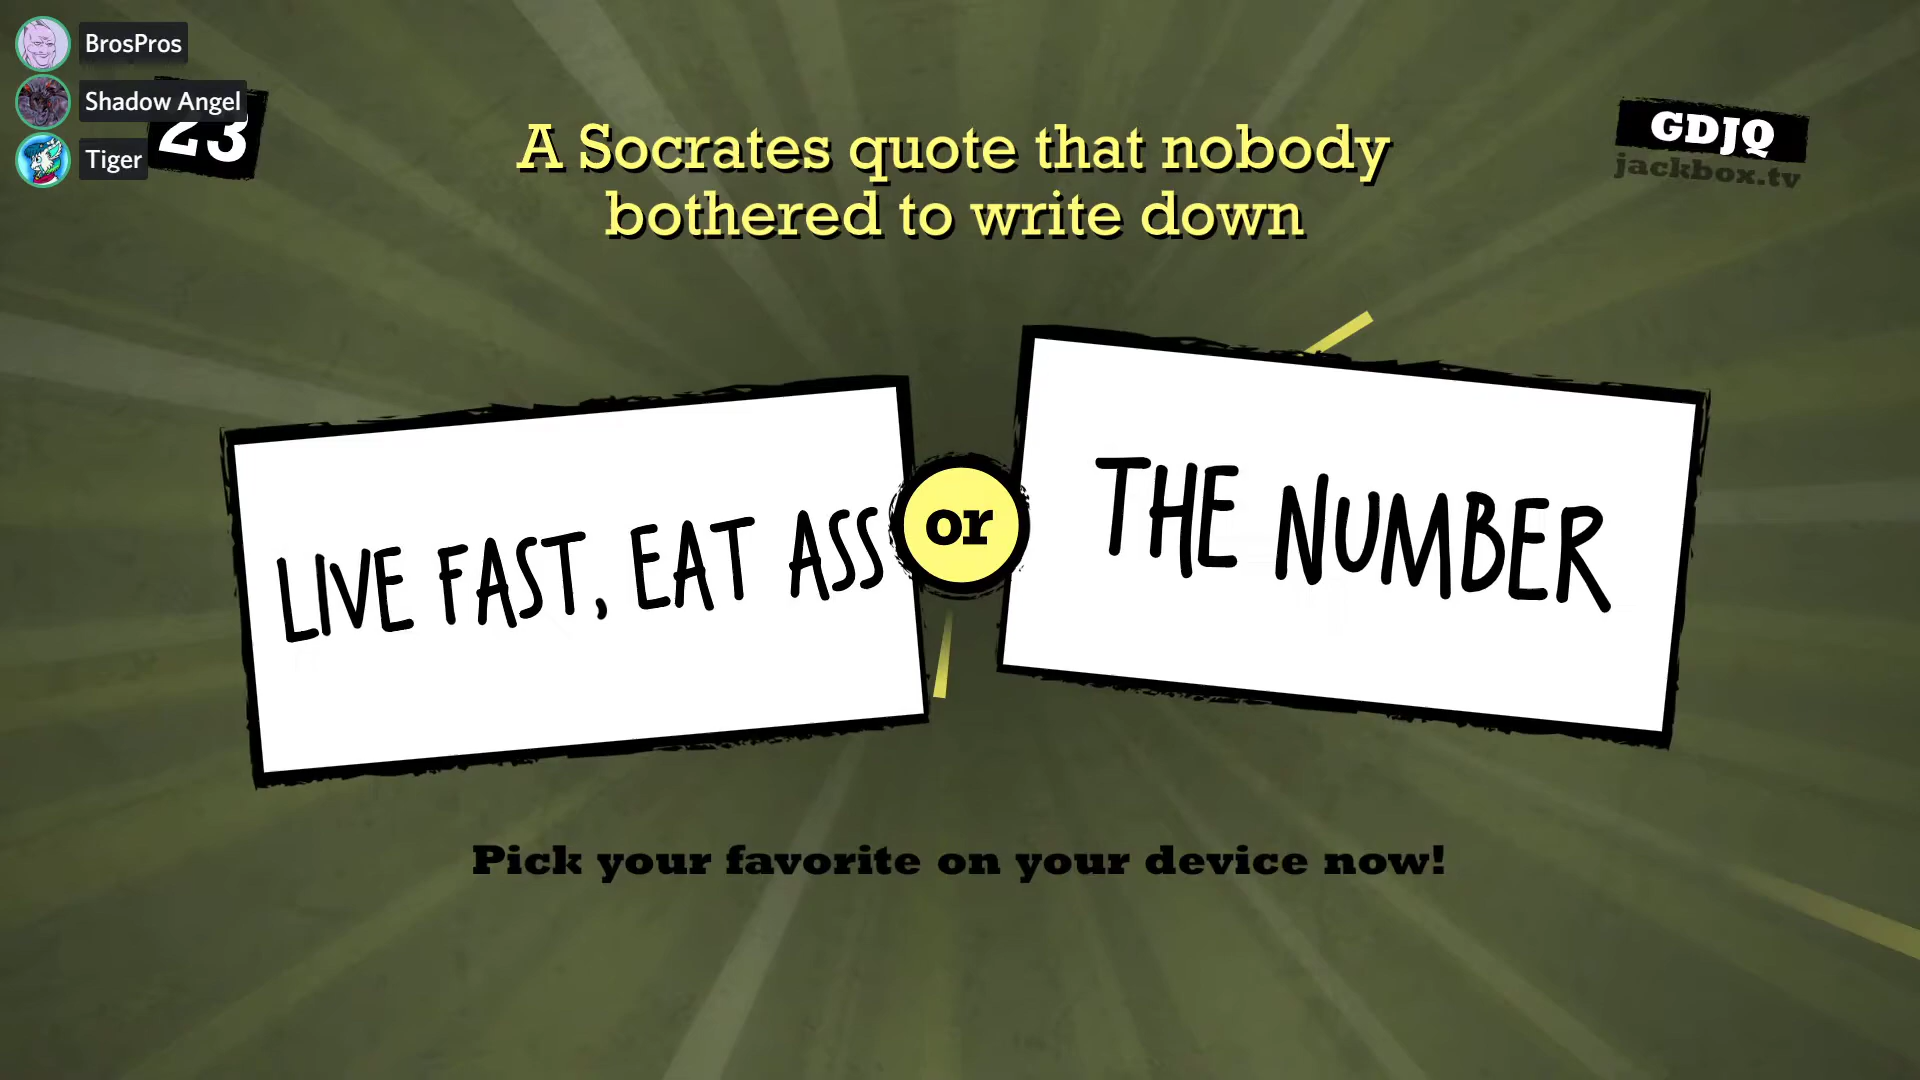 BrosPros
Shadow Angel
23
Tiger
A Socrates quote that nobody
bothered to write down
GDJQ
jackbox.tv
LIVE FAST, EAT ASS
or
THE NUMBER
Pick your favorite on your device now!